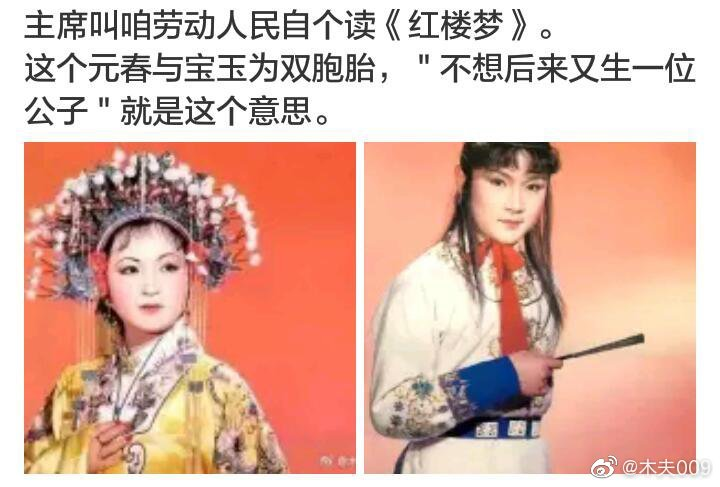 主席叫咱劳动人民自个读《红楼梦》。
这个元春与宝玉为双胞胎，＂不想后来又生一位
公子＂就是这个意思。
@木夫009